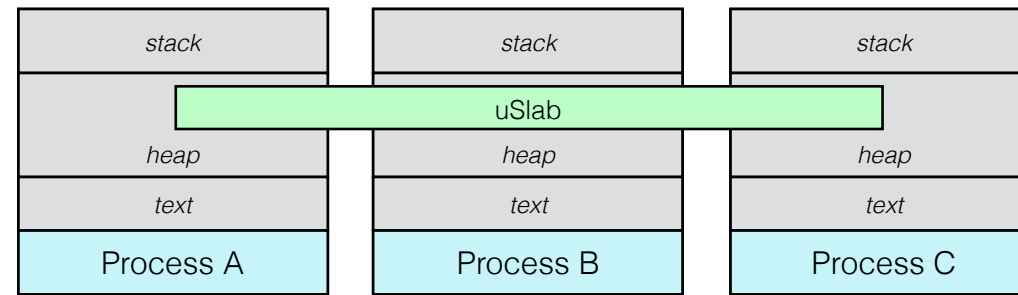 stack stack stack
uSlab
heap heap heap
text text text
Process A Process B Process C